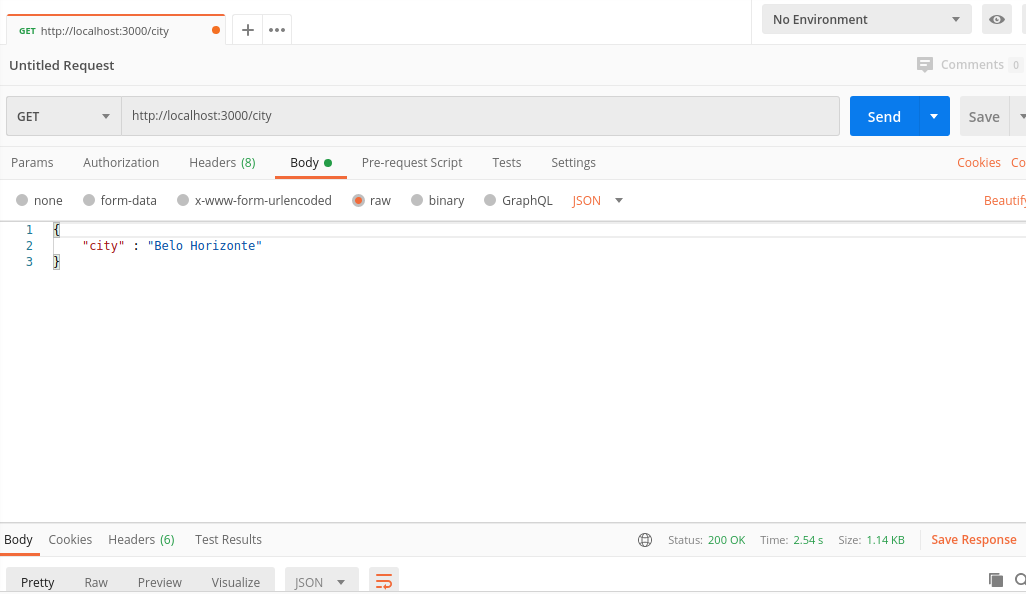 GET http://localhost:3000/city
No Environment
Untitled Request
Comments 0
GET http://localhost:3000/city Send Save
Params Authorization Headers (8) Body Pre-request Script Tests Settings Cookies Co
none form-data x-www-form-urlencoded raw binary GraphQL JSON Beautify
1 {
2 "city" : "Belo Horizonte"
3 }
Body Cookies Headers (6) Test Results Status: 200 OK Time: 2.54 s Size: 1.14 KB Save Response
Pretty Raw Preview Visualize JSON